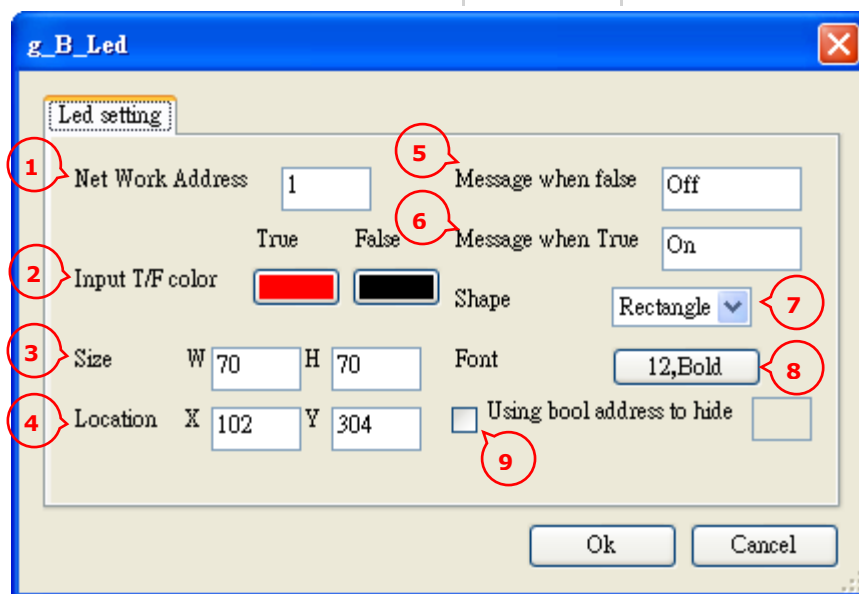 g_B_Led
Led setting
1 Net Work Address 1
5 Message when false Off
True False
6 Message when True On
2 Input T/F color
Shape Rectangle 7
3 Size W 70 H 70
Font 12,Bold 8
4 Location X 102 Y 304
Using bool address to hide
9
Ok Cancel